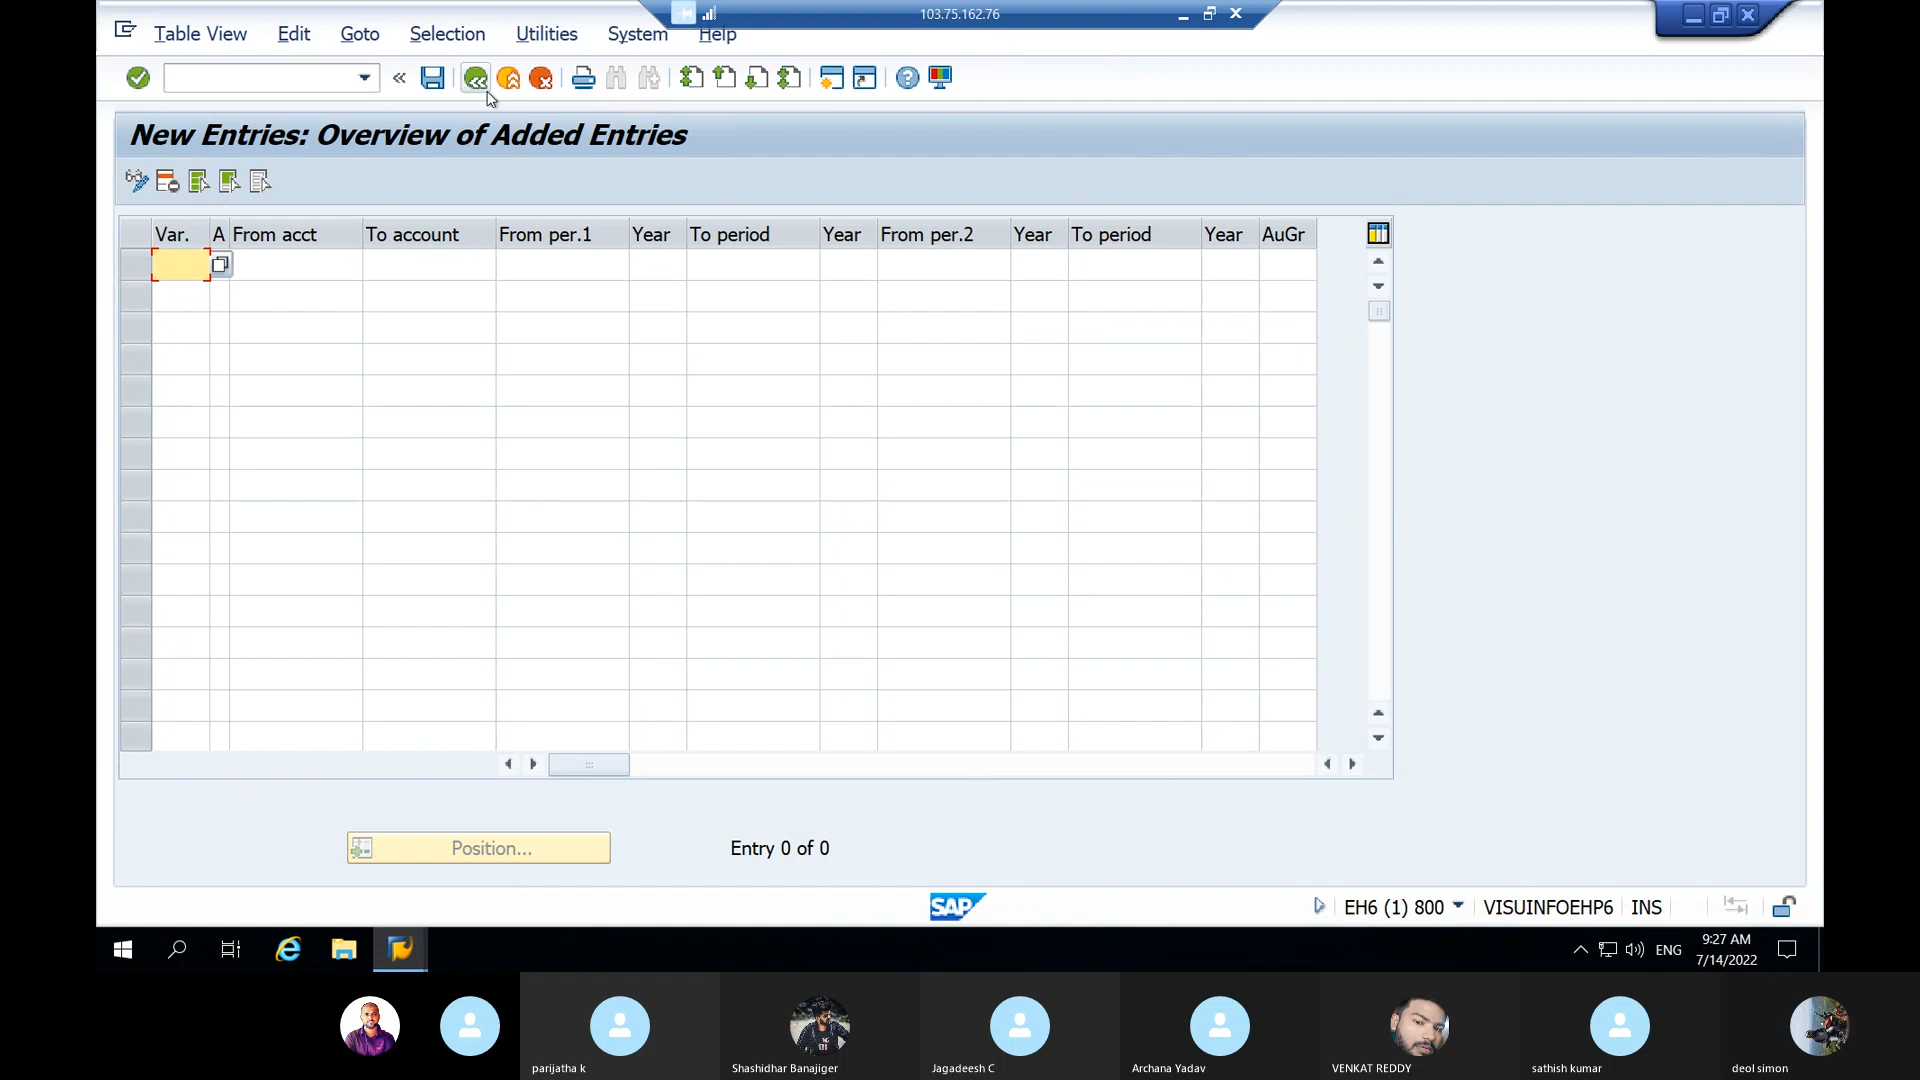 103.75.162.76
Table View Edit Goto Selection Utilities System Help
New Entries: Overview of Added Entries
Var. A From acct To account From per.1 Year To period Year From per.2 Year To period Year AuGr
Position... Entry 0 of 0
SAP EH6 (1) 800 VISUINFOEHP6 INS
ENG 9:27 AM
7/14/2022
parijatha k Shashidhar Banajiger Jagadeesh C Archana Yadav VENKAT REDDY sathish kumar deol simon